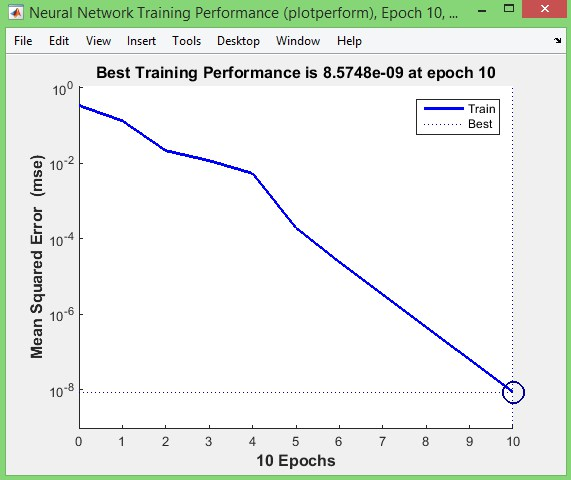 Neural Network Training Performance (plotperform), Epoch 10, ...
File Edit View Insert Tools Desktop Window Help
Best Training Performance is 8.5748e-09 at epoch 10
Train
Best
Mean Squared Error (mse)
10^0
10^-2
10^-4
10^-6
10^-8
0 1 2 3 4 5 6 7 8 9 10
10 Epochs